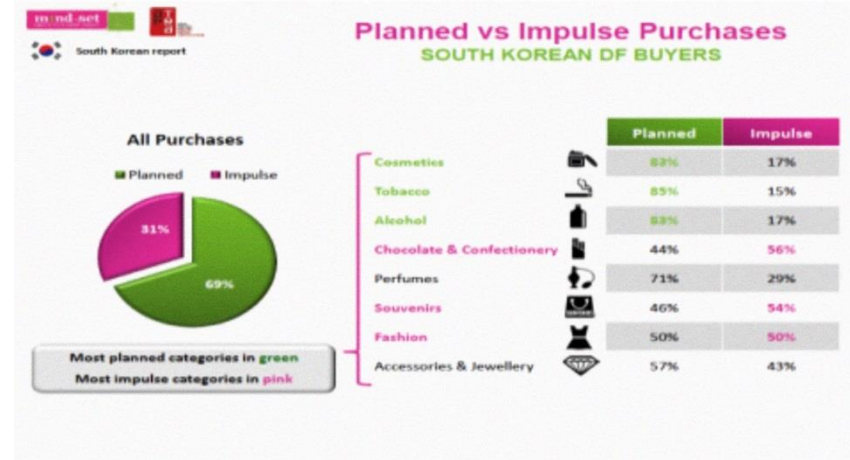 mind-set
South Korean report
Planned vs Impulse Purchases
SOUTH KOREAN DF BUYERS
All Purchases
Planned Impulse
31%
69%
Most planned categories in green
Most impulse categories in pink
Planned Impulse
Cosmetics 83% 17%
Tobacco 85% 15%
Alcohol 83% 17%
Chocolate & Confectionery 44% 56%
Perfumes 71% 29%
Souvenirs 46% 54%
Fashion 50% 50%
Accessories & Jewellery 57% 43%